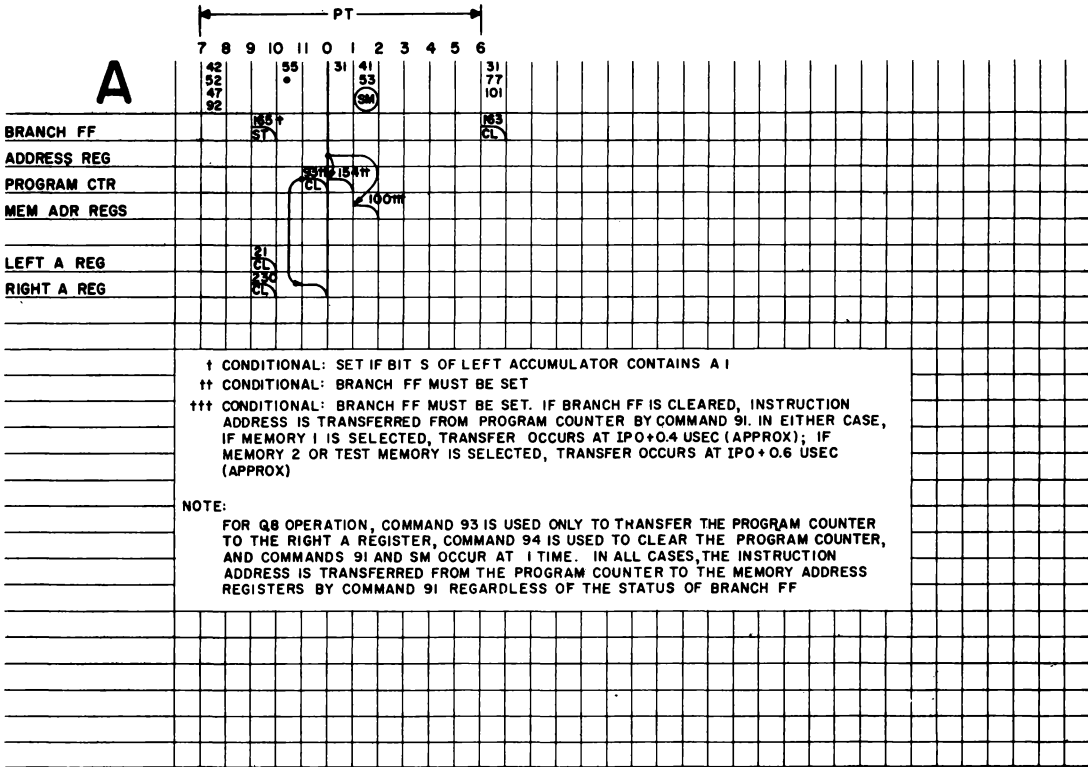 PT
7 8 9 10 11 0 1 2 3 4 5 6
A
42 55 31 41 31
52 • 53 77
47 SM 101
92
165 † 163
BRANCH FF ST CL
ADDRESS REG
93†† 154††
PROGRAM CTR CL
100†††
MEM ADR REGS
21
LEFT A REG CL
230
RIGHT A REG CL
† CONDITIONAL: SET IF BIT S OF LEFT ACCUMULATOR CONTAINS A 1
†† CONDITIONAL: BRANCH FF MUST BE SET
††† CONDITIONAL: BRANCH FF MUST BE SET. IF BRANCH FF IS CLEARED, INSTRUCTION
ADDRESS IS TRANSFERRED FROM PROGRAM COUNTER BY COMMAND 91. IN EITHER CASE,
IF MEMORY 1 IS SELECTED, TRANSFER OCCURS AT IPO+0.4 USEC (APPROX); IF
MEMORY 2 OR TEST MEMORY IS SELECTED, TRANSFER OCCURS AT IPO+0.6 USEC
(APPROX)
NOTE:
FOR Q8 OPERATION, COMMAND 93 IS USED ONLY TO TRANSFER THE PROGRAM COUNTER
TO THE RIGHT A REGISTER, COMMAND 94 IS USED TO CLEAR THE PROGRAM COUNTER,
AND COMMANDS 91 AND SM OCCUR AT 1 TIME. IN ALL CASES, THE INSTRUCTION
ADDRESS IS TRANSFERRED FROM THE PROGRAM COUNTER TO THE MEMORY ADDRESS
REGISTERS BY COMMAND 91 REGARDLESS OF THE STATUS OF BRANCH FF